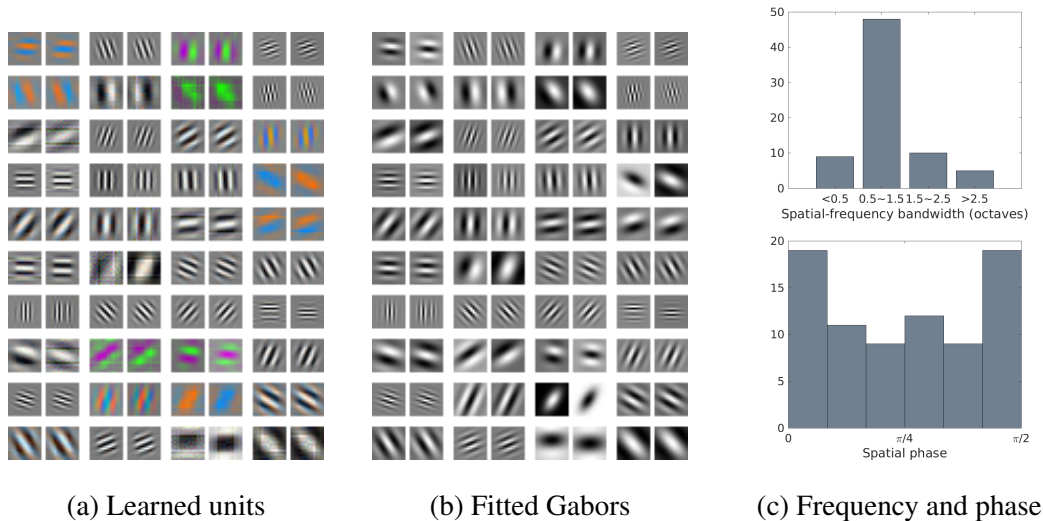 50
40
30
20
10
0
<0.5 0.5~1.5 1.5~2.5 >2.5
Spatial-frequency bandwidth (octaves)
20
15
10
5
0
0 π/4 π/2
Spatial phase
(a) Learned units (b) Fitted Gabors (c) Frequency and phase